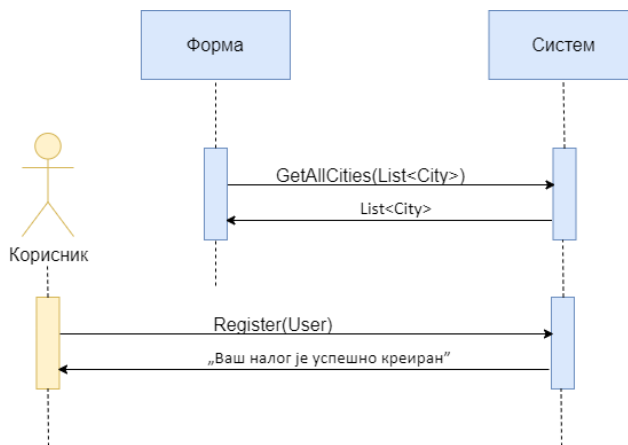 Форма
Систем
GetAllCities(List<City>)
List<City>
Корисник
Register(User)
„Ваш налог је успешно креиран”